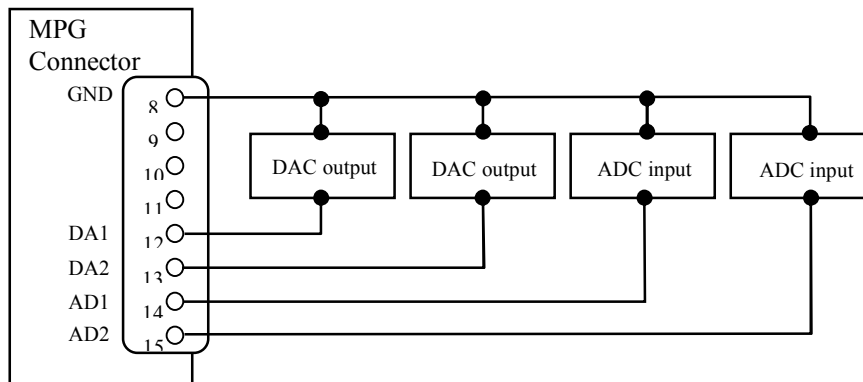 MPG
Connector
GND
8
9
10
11
DA1
12
DA2
13
AD1
14
AD2
15
DAC output
DAC output
ADC input
ADC input